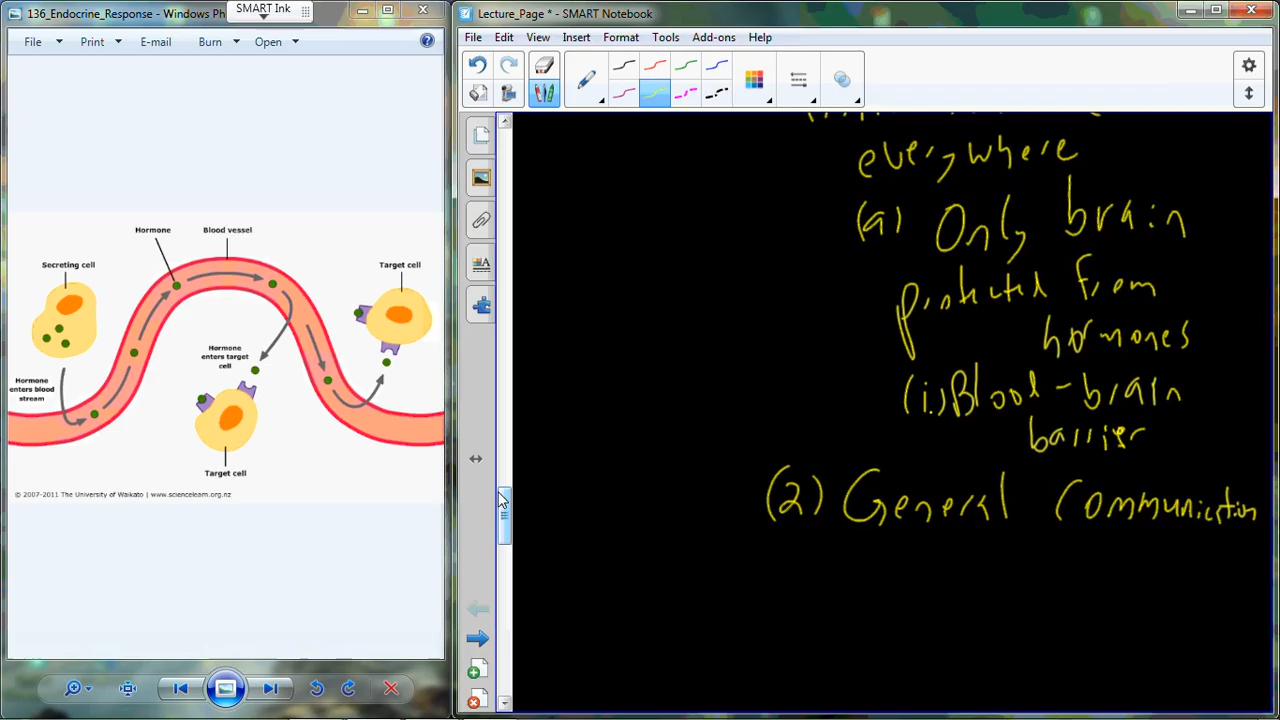 136_Endocrine_Response - Windows Ph
SMART Ink
File Print E-mail Burn Open
Hormone
Blood vessel
Secreting cell
Target cell
Hormone
enters target
cell
Hormone
enters blood
stream
Target cell
© 2007-2011 The University of Waikato | www.sciencelearn.org.nz
Lecture_Page * - SMART Notebook
File Edit View Insert Format Tools Add-ons Help
everywhere
(a) Only brain
protected from
hormones
(i.) Blood-brain
barrier
(2) General Communication